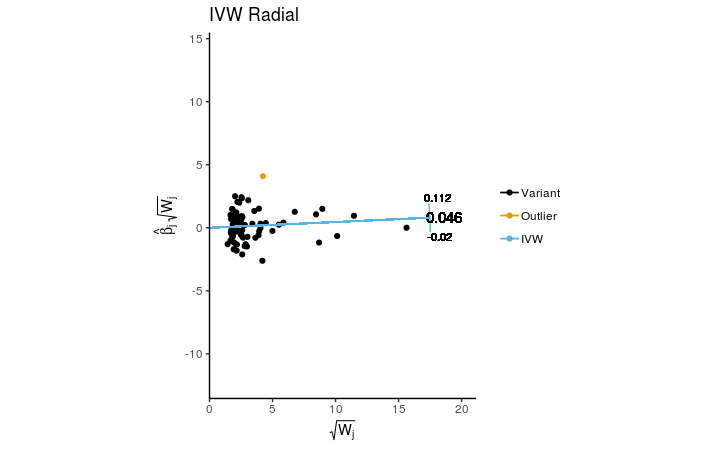 IVW Radial
15
10
5
0
-5
-10
β̂ⱼ√Wⱼ
0.112
0.046
-0.02
Variant
Outlier
IVW
0 5 10 15 20
√Wⱼ